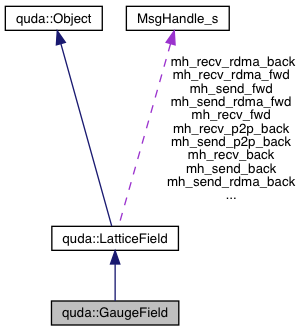 quda::Object
MsgHandle_s
mh_recv_rdma_back
mh_recv_rdma_fwd
mh_send_fwd
mh_send_rdma_fwd
mh_recv_fwd
mh_recv_p2p_back
mh_send_p2p_back
mh_recv_back
mh_send_back
mh_send_rdma_back
...
quda::LatticeField
quda::GaugeField